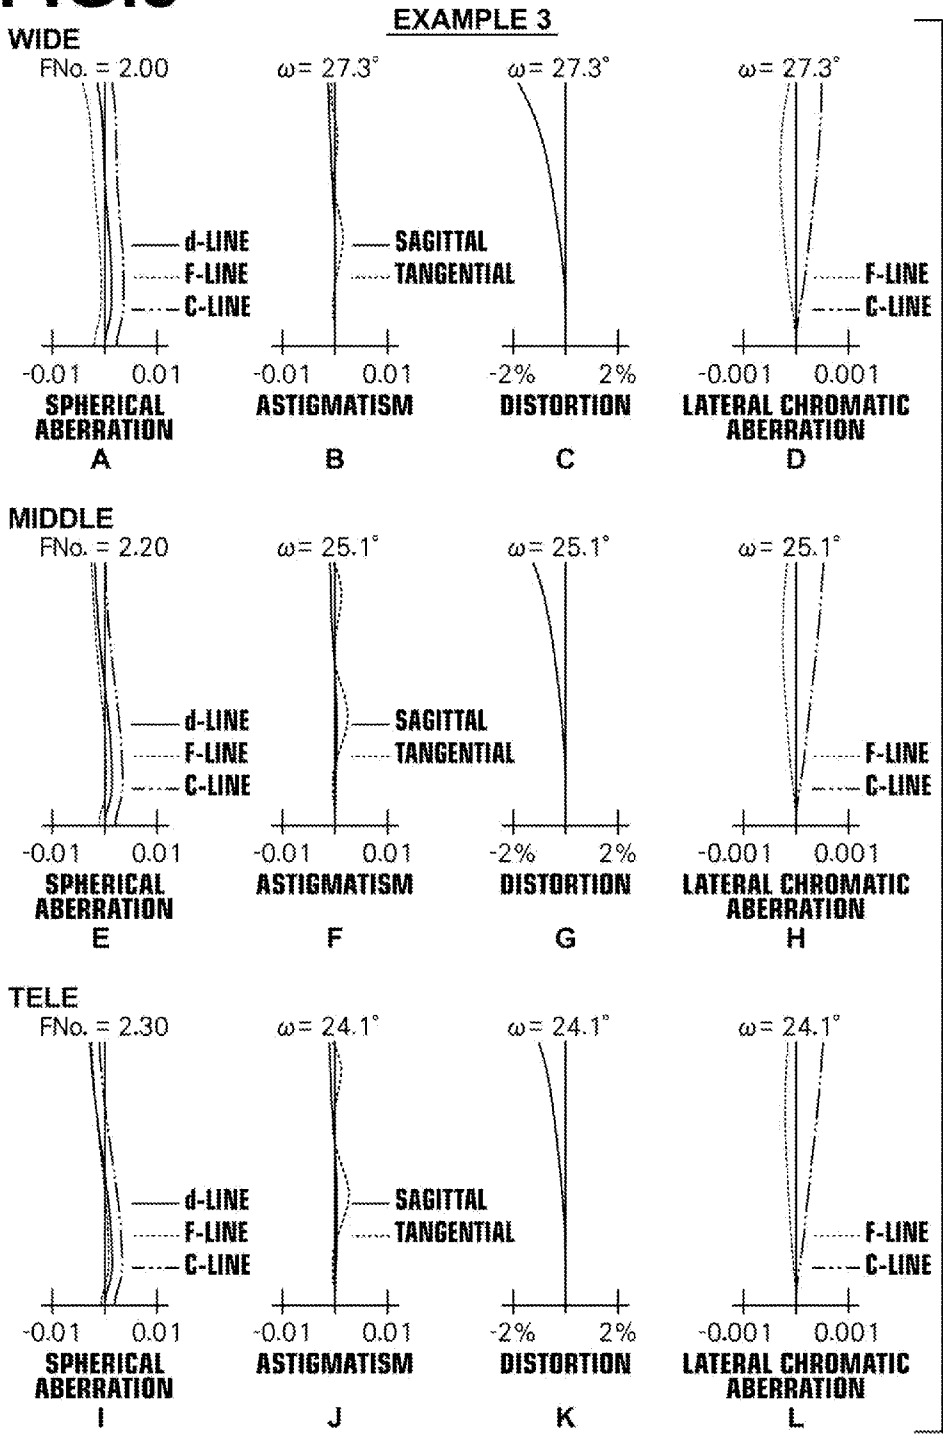 EXAMPLE 3
WIDE
FNo. = 2.00
ω= 27.3°
ω= 27.3°
ω= 27.3°
d-LINE
F-LINE
C-LINE
SAGITTAL
TANGENTIAL
F-LINE
C-LINE
-0.01 0.01
-0.01 0.01
-2% 2%
-0.001 0.001
SPHERICAL
ABERRATION
ASTIGMATISM
DISTORTION
LATERAL CHROMATIC
ABERRATION
A
B
C
D
MIDDLE
FNo. = 2.20
ω= 25.1°
ω= 25.1°
ω= 25.1°
d-LINE
F-LINE
C-LINE
SAGITTAL
TANGENTIAL
F-LINE
C-LINE
-0.01 0.01
-0.01 0.01
-2% 2%
-0.001 0.001
SPHERICAL
ABERRATION
ASTIGMATISM
DISTORTION
LATERAL CHROMATIC
ABERRATION
E
F
G
H
TELE
FNo. = 2.30
ω= 24.1°
ω= 24.1°
ω= 24.1°
d-LINE
F-LINE
C-LINE
SAGITTAL
TANGENTIAL
F-LINE
C-LINE
-0.01 0.01
-0.01 0.01
-2% 2%
-0.001 0.001
SPHERICAL
ABERRATION
ASTIGMATISM
DISTORTION
LATERAL CHROMATIC
ABERRATION
I
J
K
L